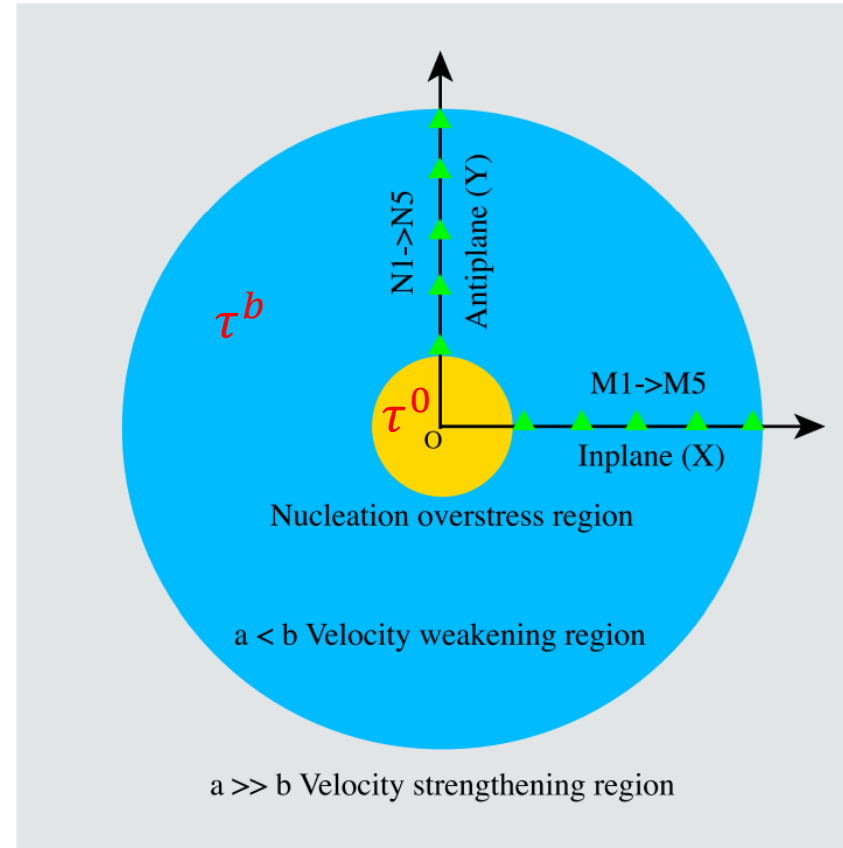 N1->N5
Antiplane (Y)
τ^b
M1->M5
τ^0
O
Inplane (X)
Nucleation overstress region
a < b Velocity weakening region
a >> b Velocity strengthening region